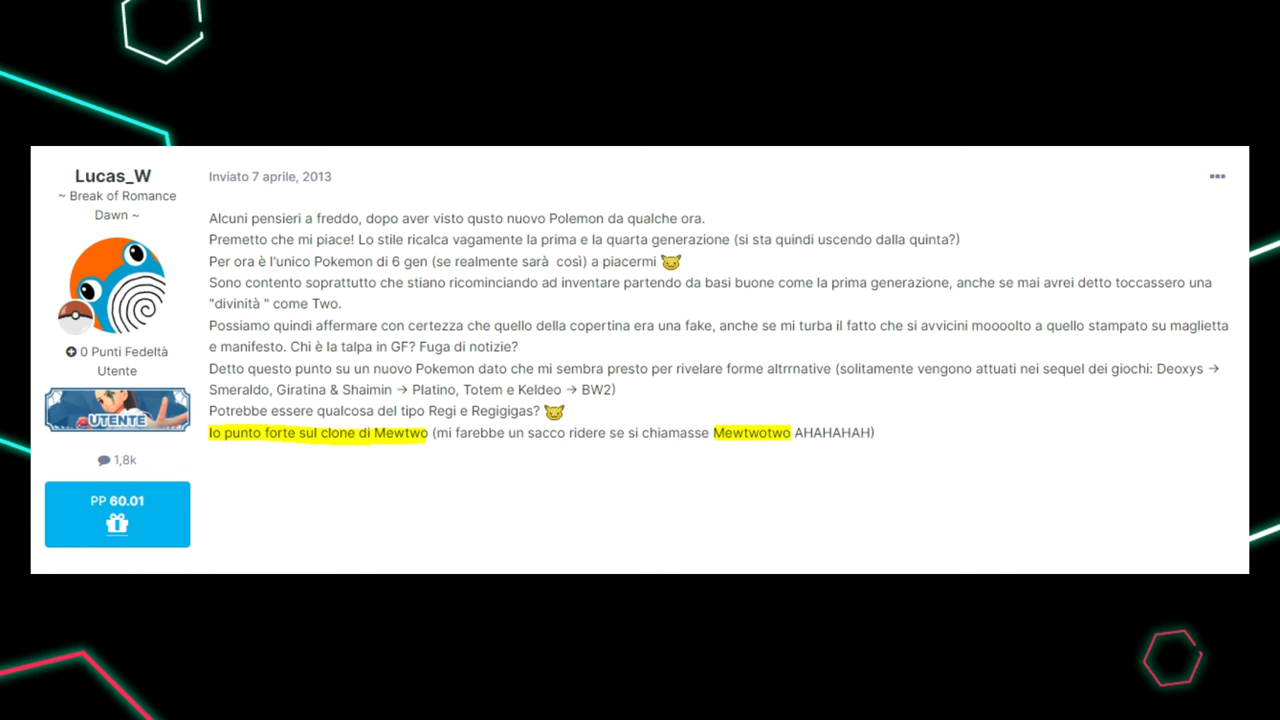 Lucas_W
~ Break of Romance
Dawn ~
0 Punti Fedeltà
Utente
UTENTE
1,8k
PP 60.01
Inviato 7 aprile, 2013
Alcuni pensieri a freddo, dopo aver visto qusto nuovo Polemon da qualche ora.
Premetto che mi piace! Lo stile ricalca vagamente la prima e la quarta generazione (si sta quindi uscendo dalla quinta?)
Per ora è l'unico Pokemon di 6 gen (se realmente sarà così) a piacermi
Sono contento soprattutto che stiano ricominciando ad inventare partendo da basi buone come la prima generazione, anche se mai avrei detto toccassero una
"divinità " come Two.
Possiamo quindi affermare con certezza che quello della copertina era una fake, anche se mi turba il fatto che si avvicini moooolto a quello stampato su maglietta
e manifesto. Chi è la talpa in GF? Fuga di notizie?
Detto questo punto su un nuovo Pokemon dato che mi sembra presto per rivelare forme altrrnative (solitamente vengono attuati nei sequel dei giochi: Deoxys →
Smeraldo, Giratina & Shaimin → Platino, Totem e Keldeo → BW2)
Potrebbe essere qualcosa del tipo Regi e Regigigas?
Io punto forte sul clone di Mewtwo (mi farebbe un sacco ridere se si chiamasse Mewtwotwo AHAHAHAH)